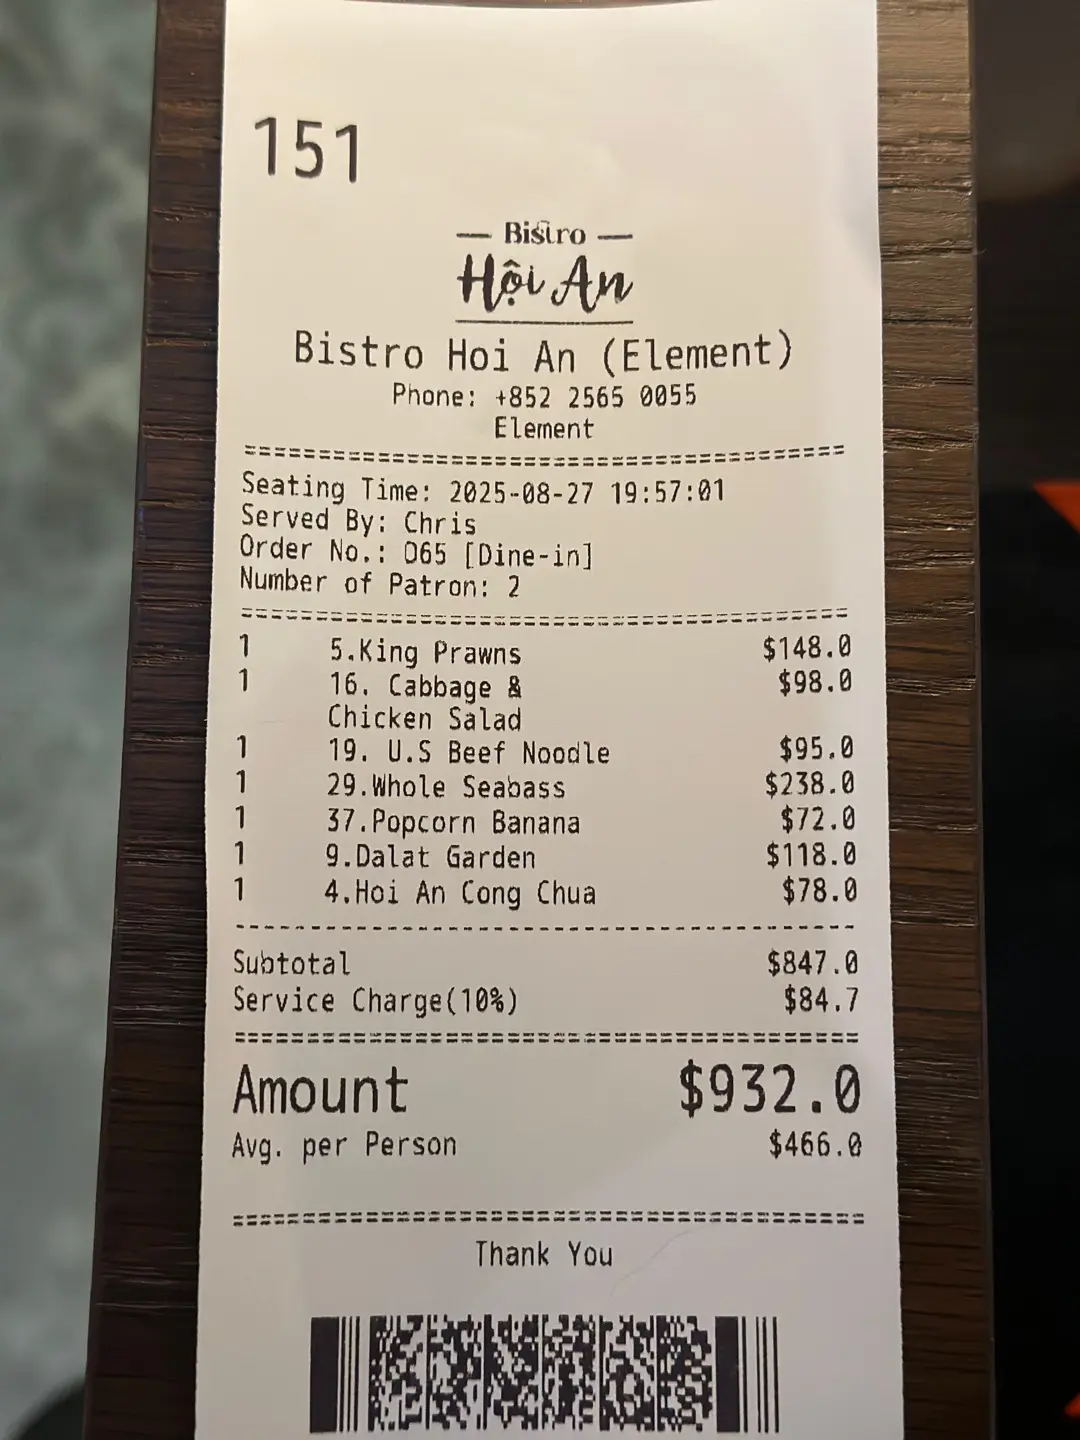 151
Bistro
Hội An
Bistro Hoi An (Element)
Phone: +852 2565 0055
Element
Seating Time: 2025-08-27 19:57:01
Served By: Chris
Order No.: 065 [Dine-in]
Number of Patron: 2
1 5.King Prawns $148.0
1 16. Cabbage & $98.0
Chicken Salad
1 19. U.S Beef Noodle $95.0
1 29.Whole Seabass $238.0
1 37.Popcorn Banana $72.0
1 9.Dalat Garden $118.0
1 4.Hoi An Cong Chua $78.0
Subtotal $847.0
Service Charge(10%) $84.7
Amount $932.0
Avg. per Person $466.0
Thank You